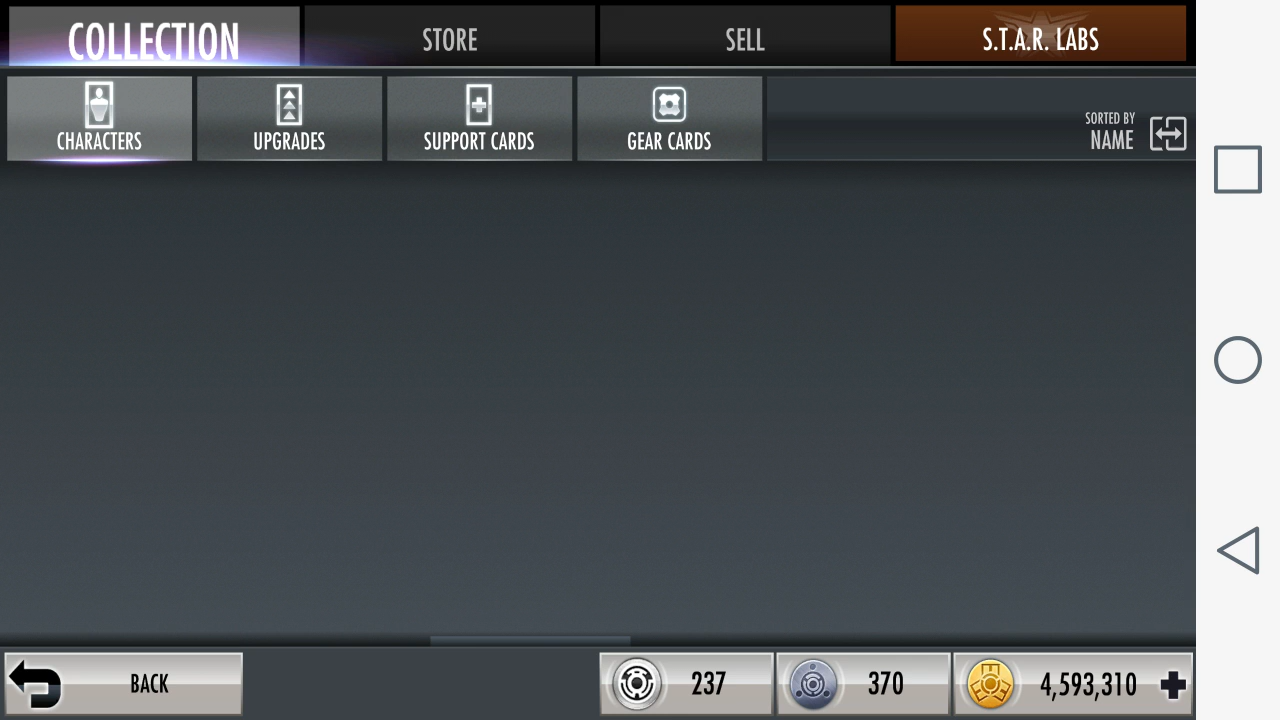 COLLECTION
STORE
SELL
S.T.A.R. LABS
CHARACTERS
UPGRADES
SUPPORT CARDS
GEAR CARDS
SORTED BY
NAME
BACK
237
370
4,593,310